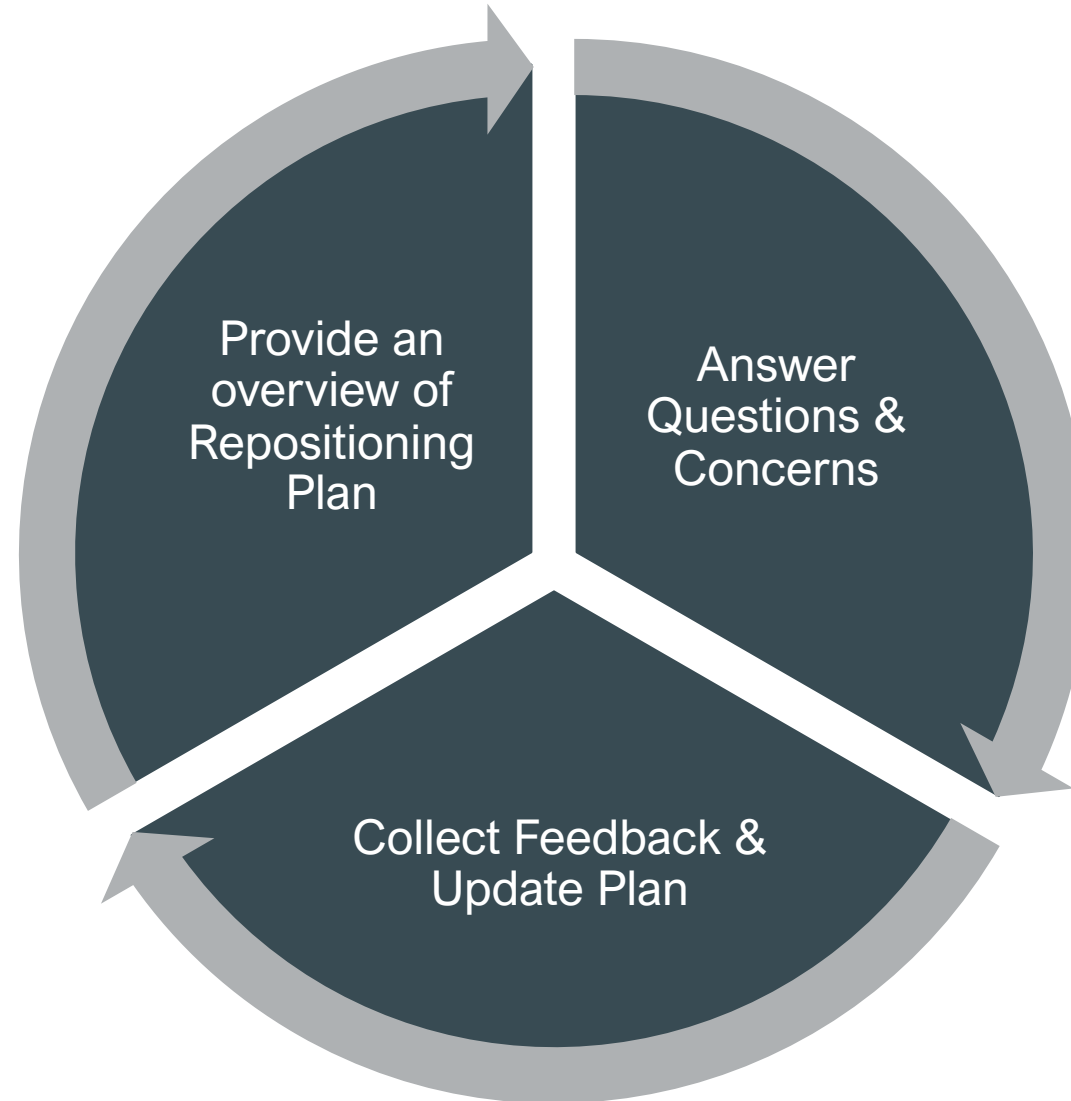 Provide an
overview of
Repositioning
Plan
Answer
Questions &
Concerns
Collect Feedback &
Update Plan